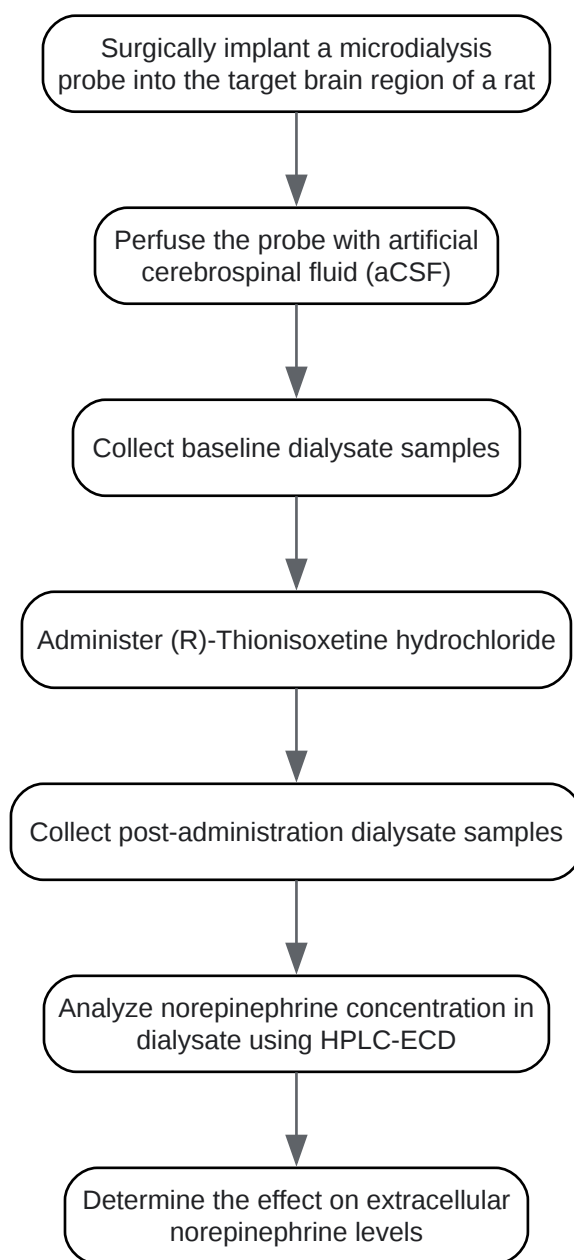 Surgically implant a microdialysis
probe into the target brain region of a rat
Perfuse the probe with artificial
cerebrospinal fluid (aCSF)
Collect baseline dialysate samples
Administer (R)-Thionisoxetine hydrochloride
Collect post-administration dialysate samples
Analyze norepinephrine concentration in
dialysate using HPLC-ECD
Determine the effect on extracellular
norepinephrine levels